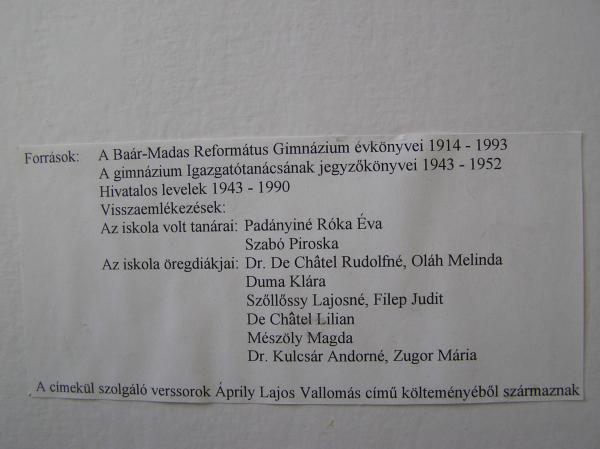 Források: A Baár-Madas Református Gimnázium évkönyvei 1914 - 1993
A gimnázium Igazgatótanácsának jegyzőkönyvei 1943 - 1952
Hivatalos levelek 1943 - 1990
Visszaemlékezések:
Az iskola volt tanárai: Padányiné Róka Éva
Szabó Piroska
Az iskola öregdiákjai: Dr. De Châtel Rudolfné, Oláh Melinda
Duma Klára
Szőllőssy Lajosné, Filep Judit
De Châtel Lilian
Mészöly Magda
Dr. Kulcsár Andorné, Zugor Mária
A címekül szolgáló verssorok Áprily Lajos Vallomás című költeményéből származnak